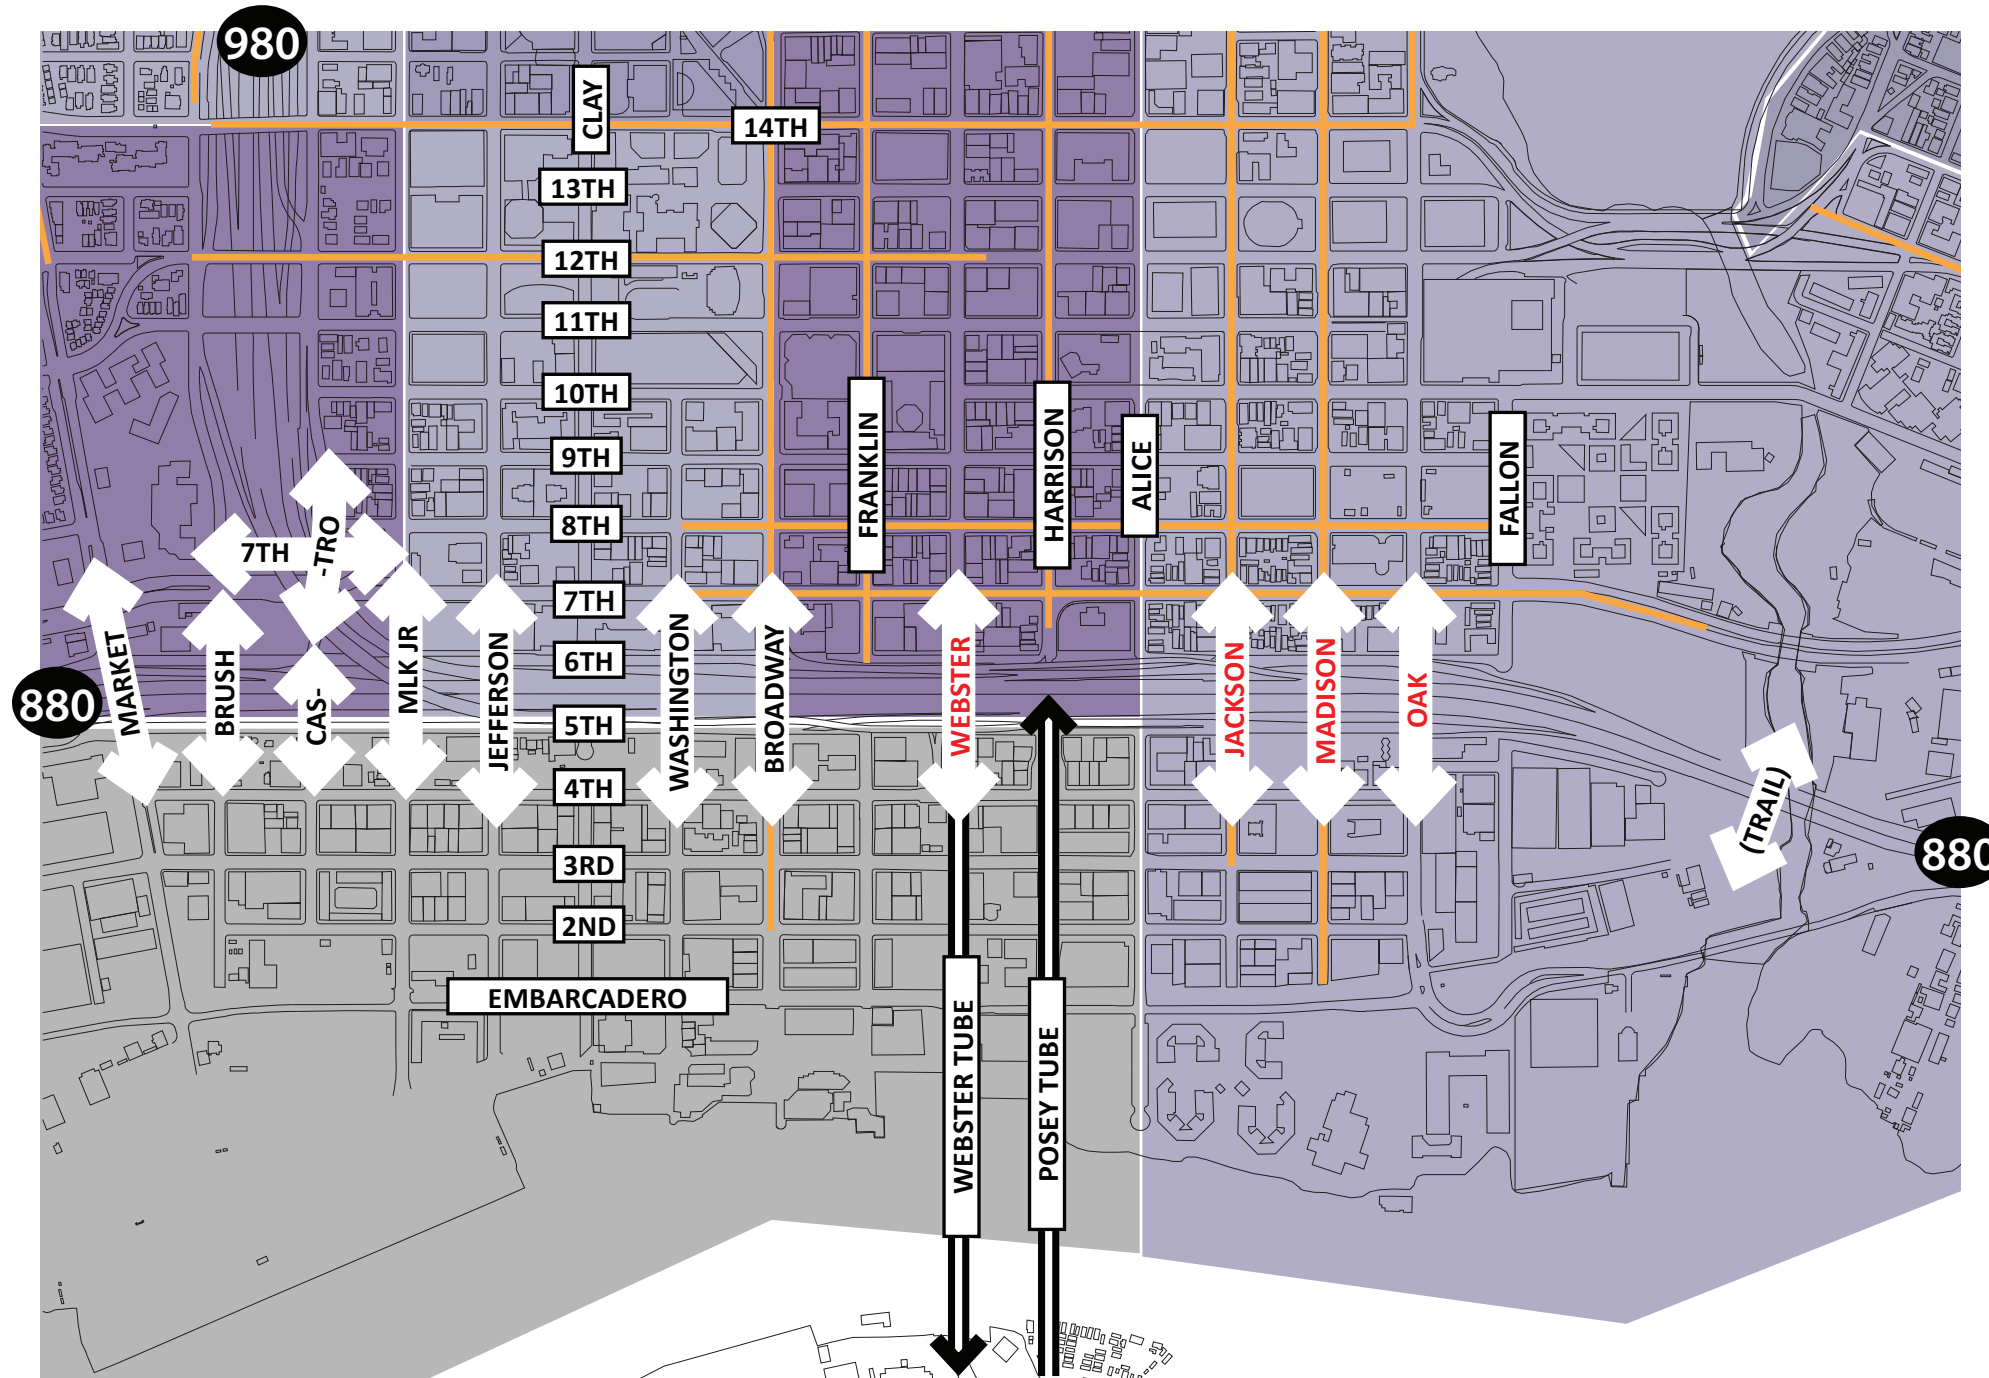 980
CLAY
14TH
13TH
12TH
11TH
10TH
9TH
8TH
7TH
6TH
5TH
4TH
3RD
2ND
EMBARCADERO
FRANKLIN
HARRISON
ALICE
FALLON
7TH
-TRO
CAS-
880
MARKET
BRUSH
MLK JR
JEFFERSON
WASHINGTON
BROADWAY
WEBSTER
JACKSON
MADISON
OAK
(TRAIL)
880
WEBSTER TUBE
POSEY TUBE